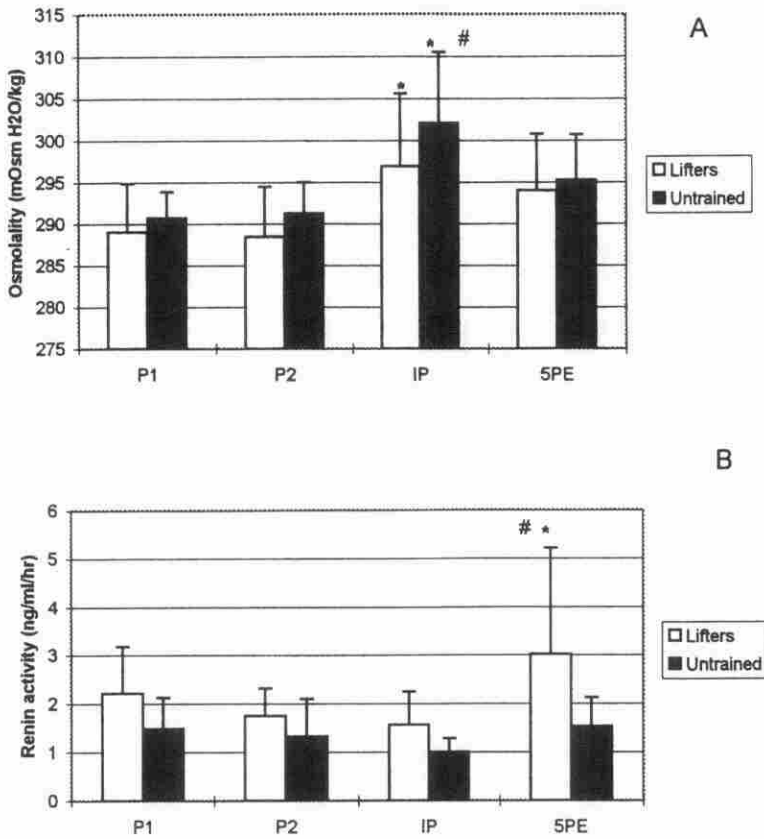 A
315
310
305
300
295
290
285
280
275
Osmolality (mOsm H2O/kg)
* * #
Lifters
Untrained
P1 P2 IP 5PE
B
6
5
4
3
2
1
0
Renin activity (ng/ml/hr)
# *
Lifters
Untrained
P1 P2 IP 5PE